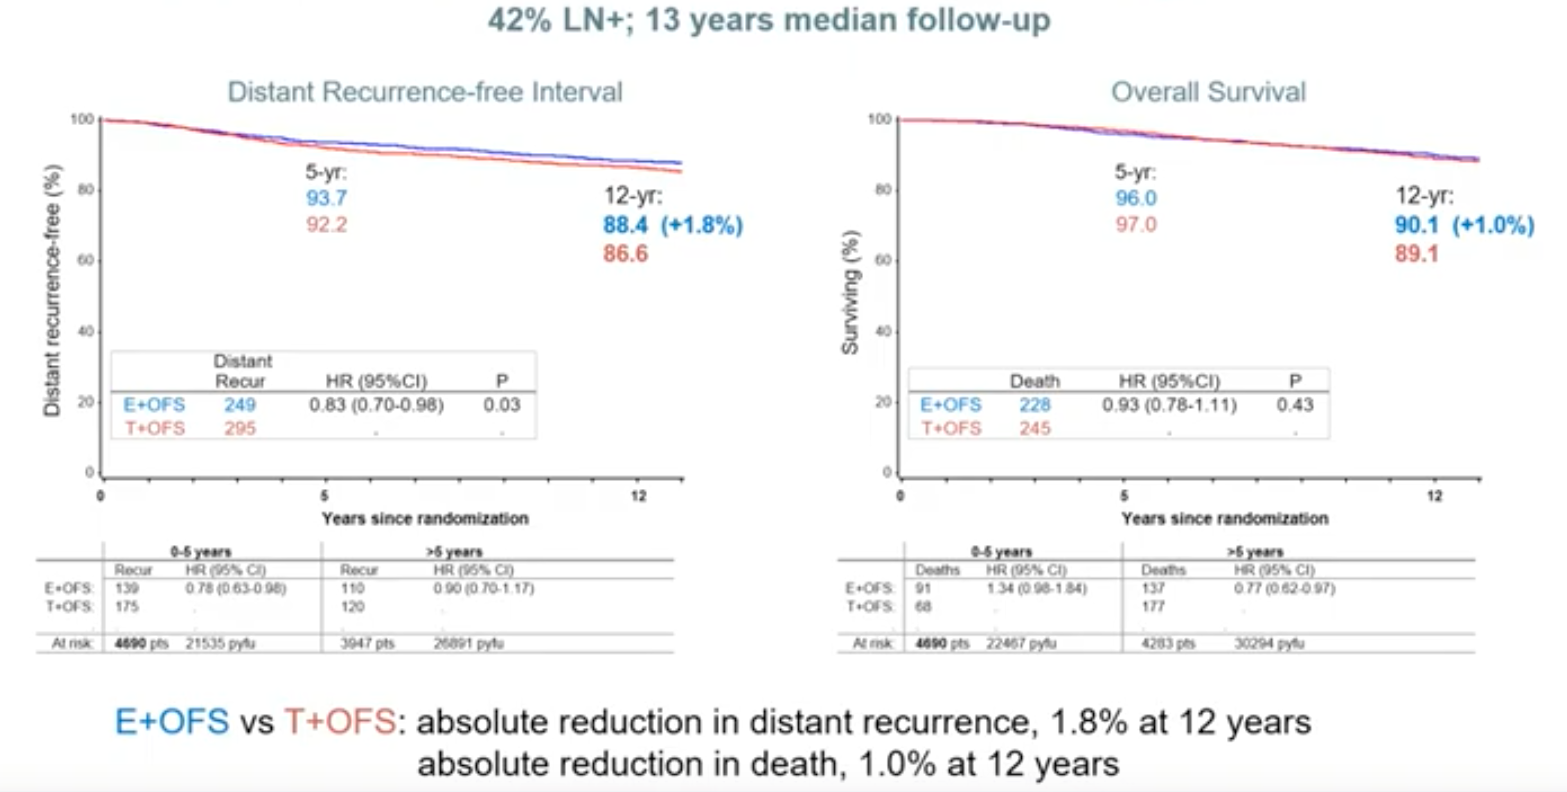 42% LN+; 13 years median follow-up
Distant Recurrence-free Interval
100
80
60
40
20
0
Distant recurrence-free (%)
5-yr:
93.7
92.2
12-yr:
88.4 (+1.8%)
86.6
Distant
Recur HR (95%CI) P
E+OFS 249 0.83 (0.70-0.98) 0.03
T+OFS 295 . .
0 5 12
Years since randomization
0-5 years >5 years
Recur HR (95% CI) Recur HR (95% CI)
E+OFS: 139 0.78 (0.63-0.98) 110 0.90 (0.70-1.17)
T+OFS: 175 . 120 .
At risk: 4690 pts 21535 pyfu 3947 pts 26891 pyfu
Overall Survival
100
80
60
40
20
0
Surviving (%)
5-yr:
96.0
97.0
12-yr:
90.1 (+1.0%)
89.1
Death HR (95%CI) P
E+OFS 228 0.93 (0.78-1.11) 0.43
T+OFS 245 . .
0 5 12
Years since randomization
0-5 years >5 years
Deaths HR (95% CI) Deaths HR (95% CI)
E+OFS: 91 1.34 (0.98-1.84) 137 0.77 (0.62-0.97)
T+OFS: 68 . 177 .
At risk: 4690 pts 22467 pyfu 4283 pts 30294 pyfu
E+OFS vs T+OFS: absolute reduction in distant recurrence, 1.8% at 12 years
absolute reduction in death, 1.0% at 12 years